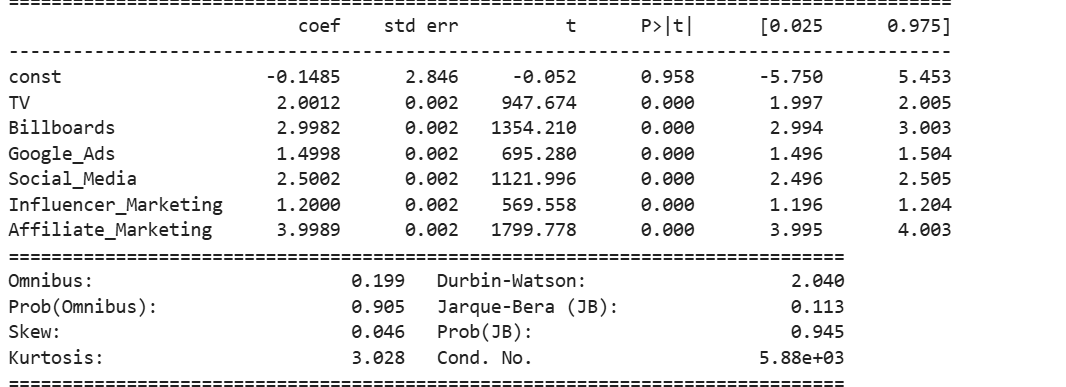 ==============================================================================
coef std err t P>|t| [0.025 0.975]
------------------------------------------------------------------------------
const -0.1485 2.846 -0.052 0.958 -5.750 5.453
TV 2.0012 0.002 947.674 0.000 1.997 2.005
Billboards 2.9982 0.002 1354.210 0.000 2.994 3.003
Google_Ads 1.4998 0.002 695.280 0.000 1.496 1.504
Social_Media 2.5002 0.002 1121.996 0.000 2.496 2.505
Influencer_Marketing 1.2000 0.002 569.558 0.000 1.196 1.204
Affiliate_Marketing 3.9989 0.002 1799.778 0.000 3.995 4.003
==============================================================================
Omnibus: 0.199 Durbin-Watson: 2.040
Prob(Omnibus): 0.905 Jarque-Bera (JB): 0.113
Skew: 0.046 Prob(JB): 0.945
Kurtosis: 3.028 Cond. No. 5.88e+03
==============================================================================